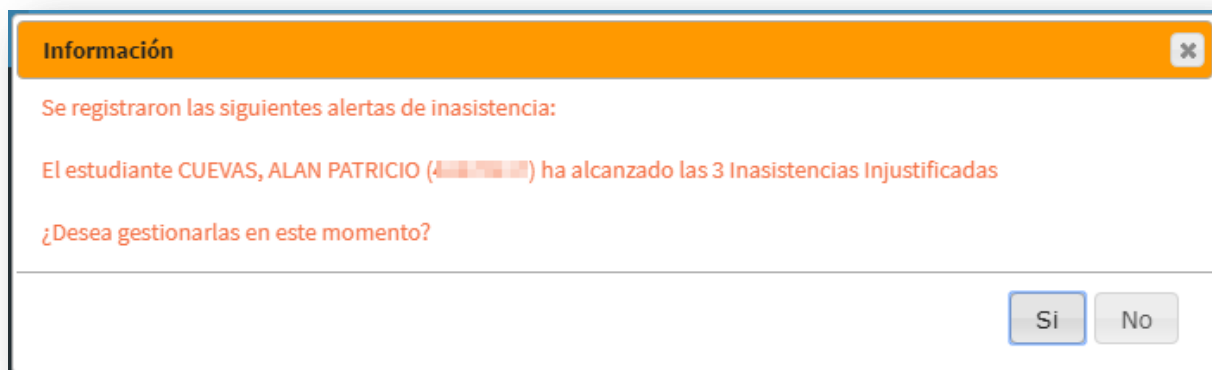 Información
Se registraron las siguientes alertas de inasistencia:
El estudiante CUEVAS, ALAN PATRICIO () ha alcanzado las 3 Inasistencias Injustificadas
¿Desea gestionarlas en este momento?
Si
No